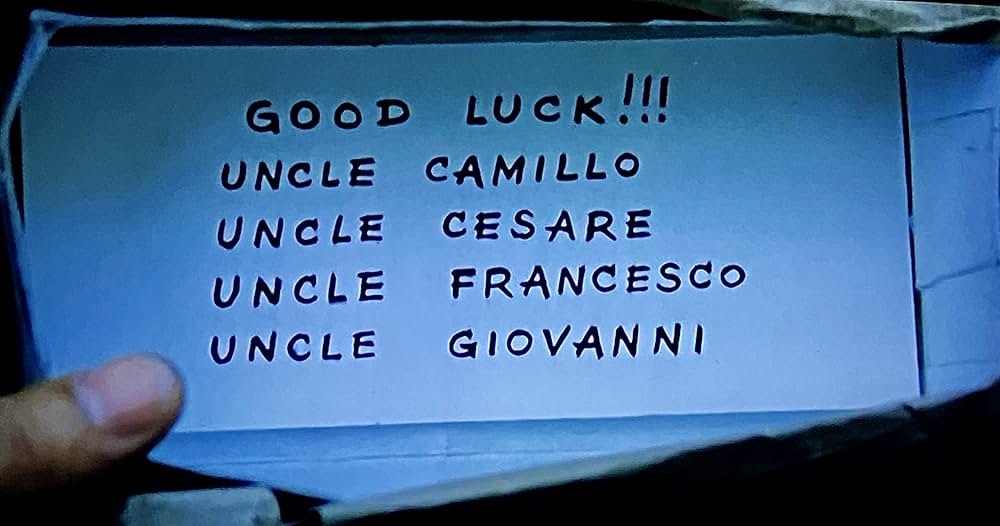 GOOD LUCK!!!
UNCLE CAMILLO
UNCLE CESARE
UNCLE FRANCESCO
UNCLE GIOVANNI